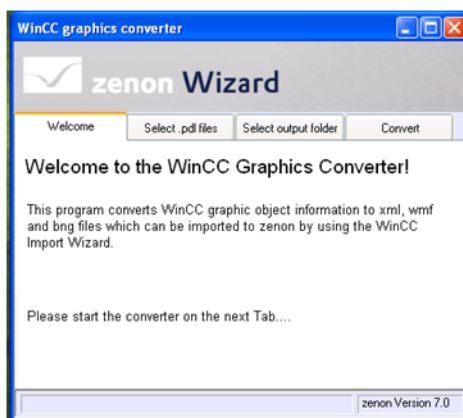 WinCC graphics converter
zenon Wizard
Welcome Select .pdl files Select output folder Convert
Welcome to the WinCC Graphics Converter!
This program converts WinCC graphic object information to xml, wmf
and bng files which can be imported to zenon by using the WinCC
Import Wizard.
Please start the converter on the next Tab....
zenon Version 7.0